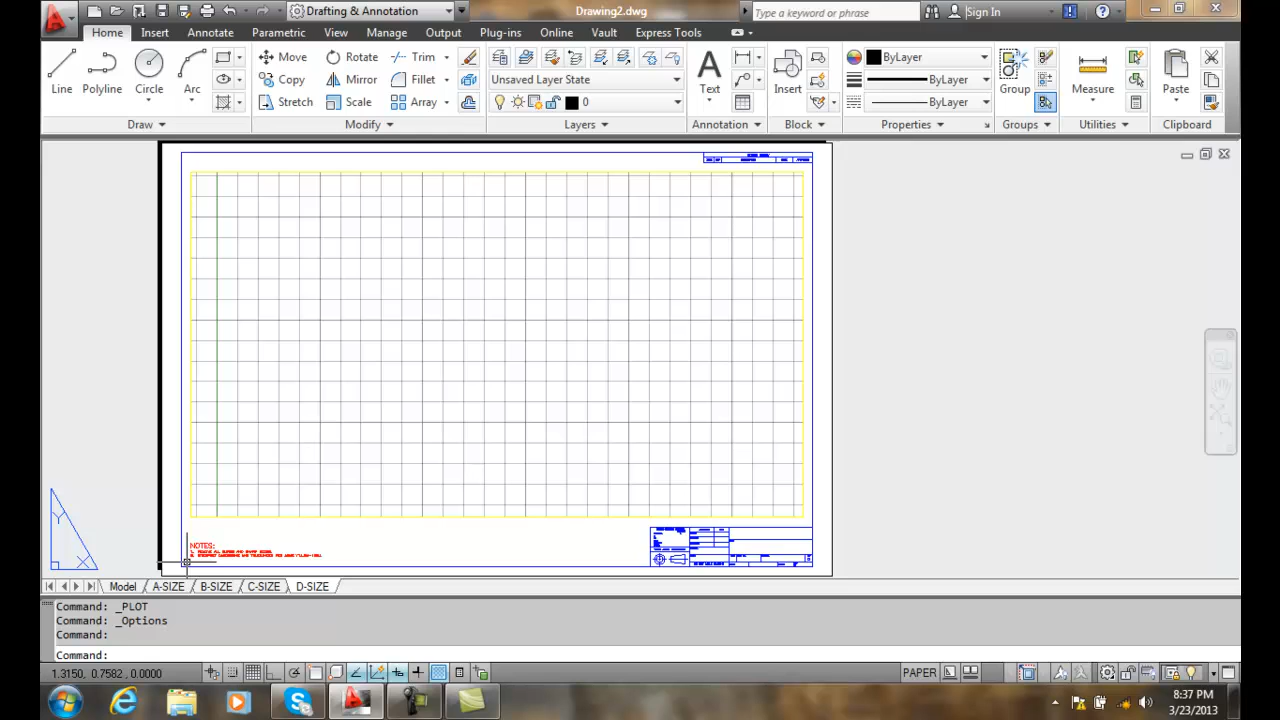 Drafting & Annotation
Drawing2.dwg
Type a keyword or phrase
Sign In
Home Insert Annotate Parametric View Manage Output Plug-ins Online Vault Express Tools
Line Polyline Circle Arc
Move Rotate Trim
Copy Mirror Fillet
Stretch Scale Array
Unsaved Layer State
0
Text
Insert
ByLayer
ByLayer
ByLayer
Group
Measure
Paste
Draw Modify Layers Annotation Block Properties Groups Utilities Clipboard
NOTES:
Y
X
Model A-SIZE B-SIZE C-SIZE D-SIZE
Command: _PLOT
Command: _Options
Command:
Command:
1.3150, 0.7582, 0.0000
PAPER
8:37 PM
3/23/2013